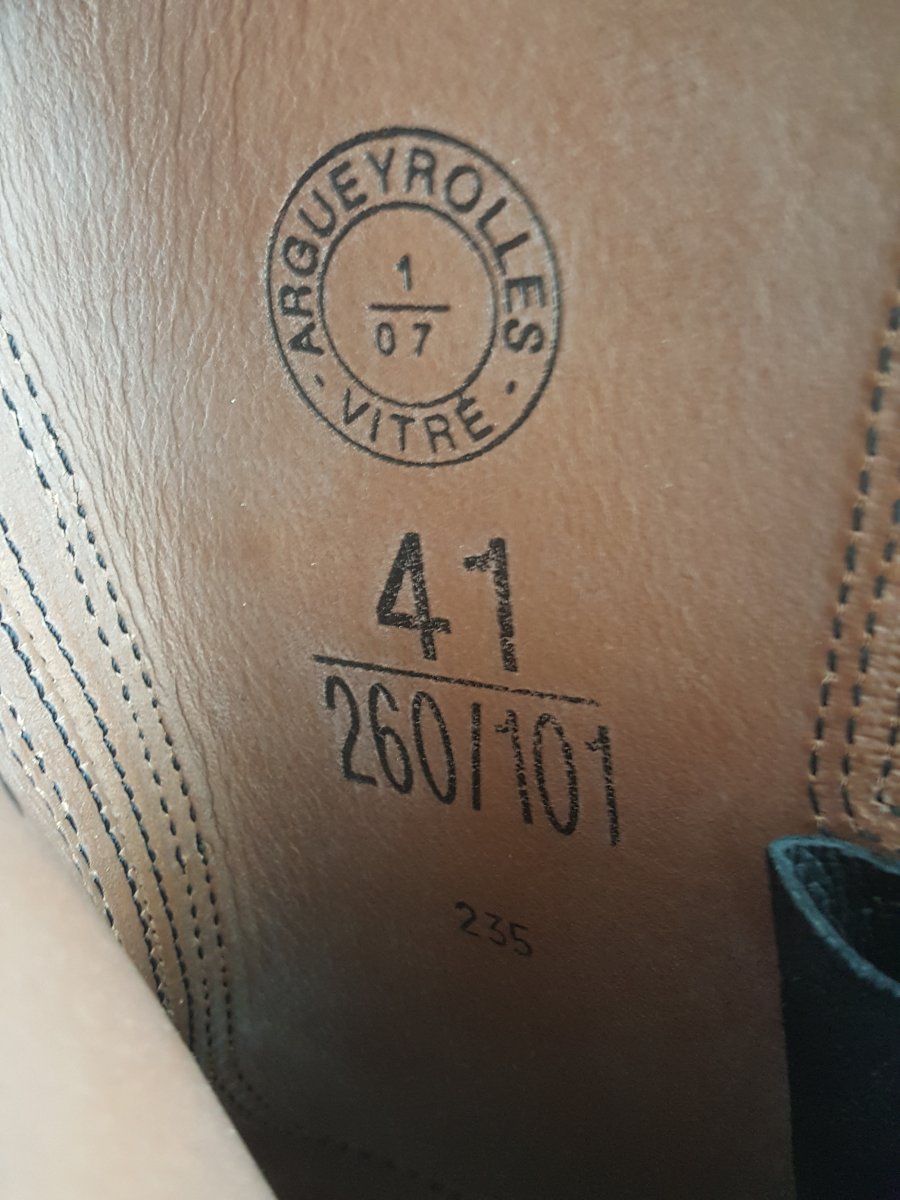 ARGUEYROLLES
1
07
· VITRÉ ·
41
260/101
235